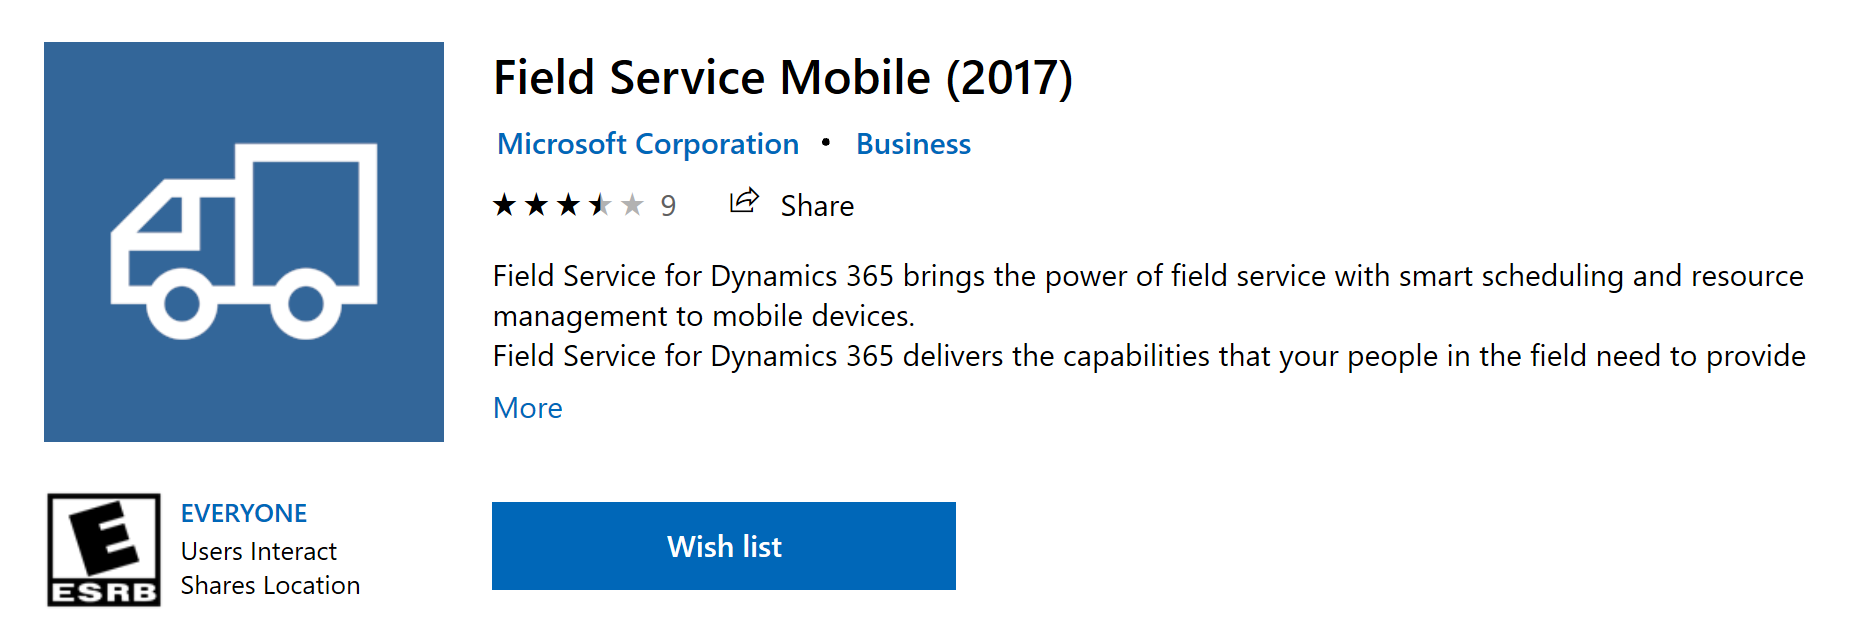 Field Service Mobile (2017)
Microsoft Corporation • Business
9 Share
Field Service for Dynamics 365 brings the power of field service with smart scheduling and resource
management to mobile devices.
Field Service for Dynamics 365 delivers the capabilities that your people in the field need to provide
More
E
ESRB
EVERYONE
Users Interact
Shares Location
Wish list